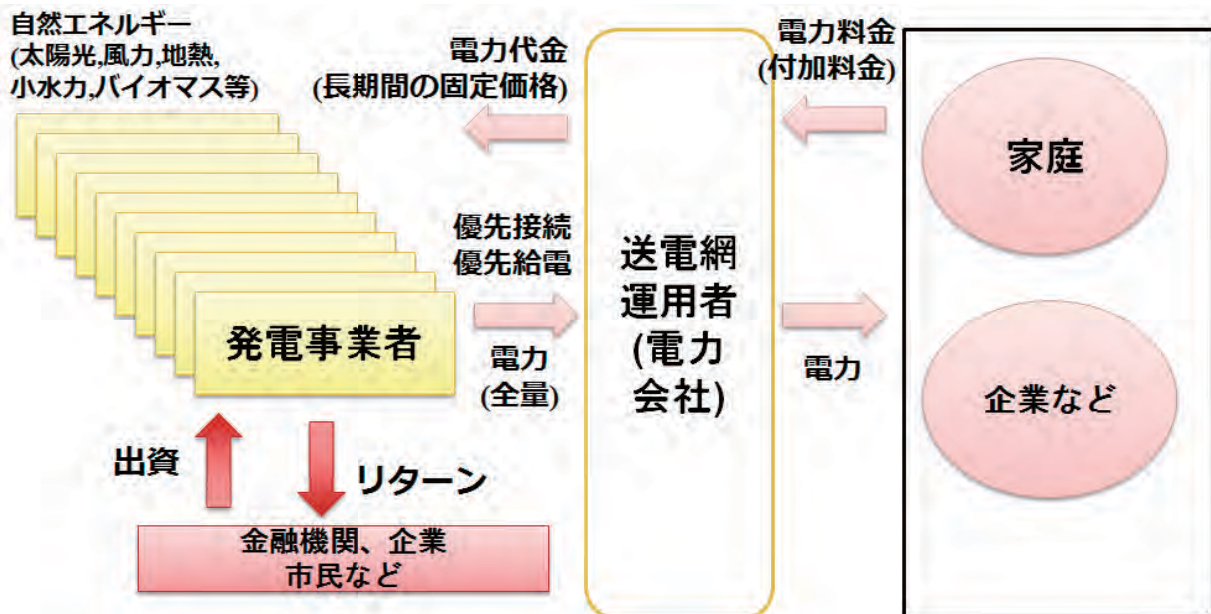 自然エネルギー
(太陽光,風力,地熱,
小水力,バイオマス等)
発電事業者
出資
リターン
金融機関、企業
市民など
電力代金
(長期間の固定価格)
優先接続
優先給電
電力
(全量)
送電網
運用者
(電力
会社)
電力料金
(付加料金)
電力
家庭
企業など